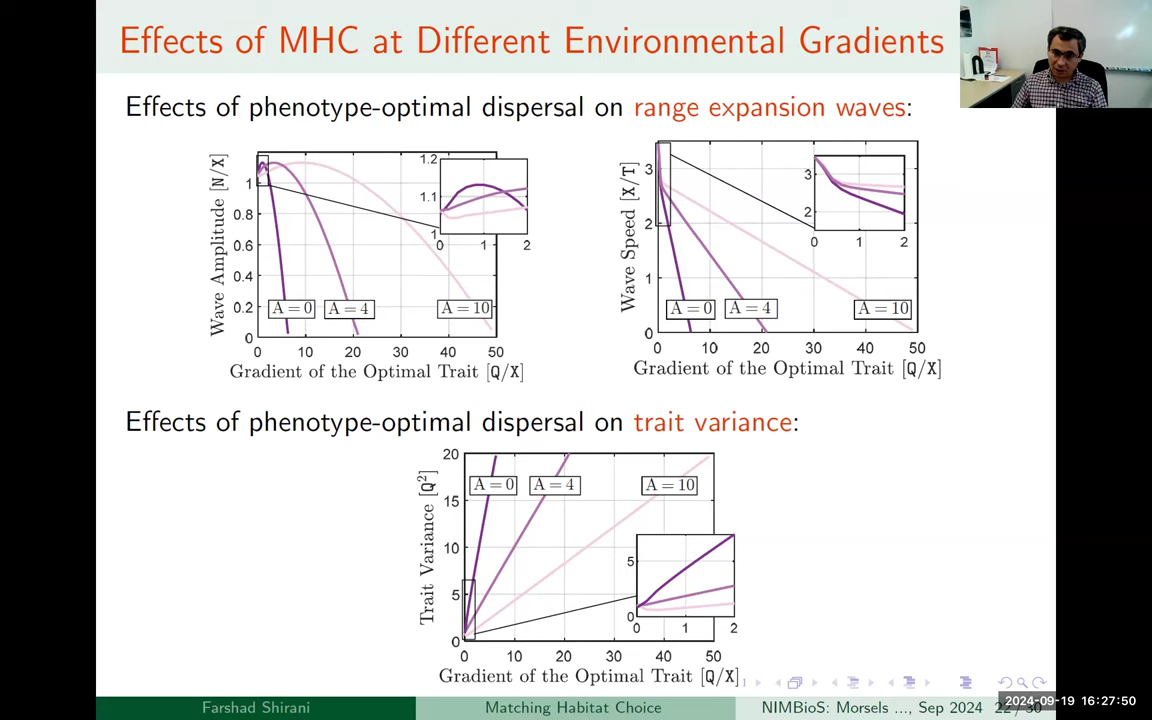 Effects of MHC at Different Environmental Gradients
Effects of phenotype-optimal dispersal on range expansion waves:
Wave Amplitude [N/X]
1
0.8
0.6
0.4
0.2
0
0 10 20 30 40 50
A = 0 A = 4 A = 10
1.2
1.1
1
0 1 2
Gradient of the Optimal Trait [Q/X]
Wave Speed [X/T]
3
2
1
0
0 10 20 30 40 50
A = 0 A = 4 A = 10
3
2
0 1 2
Gradient of the Optimal Trait [Q/X]
Effects of phenotype-optimal dispersal on trait variance:
Trait Variance [Q²]
20
15
10
5
0
0 10 20 30 40 50
A = 0 A = 4 A = 10
5
0
0 1 2
Gradient of the Optimal Trait [Q/X]
Farshad Shirani Matching Habitat Choice NIMBioS: Morsels ..., Sep 2024
2024-09-19 16:27:50